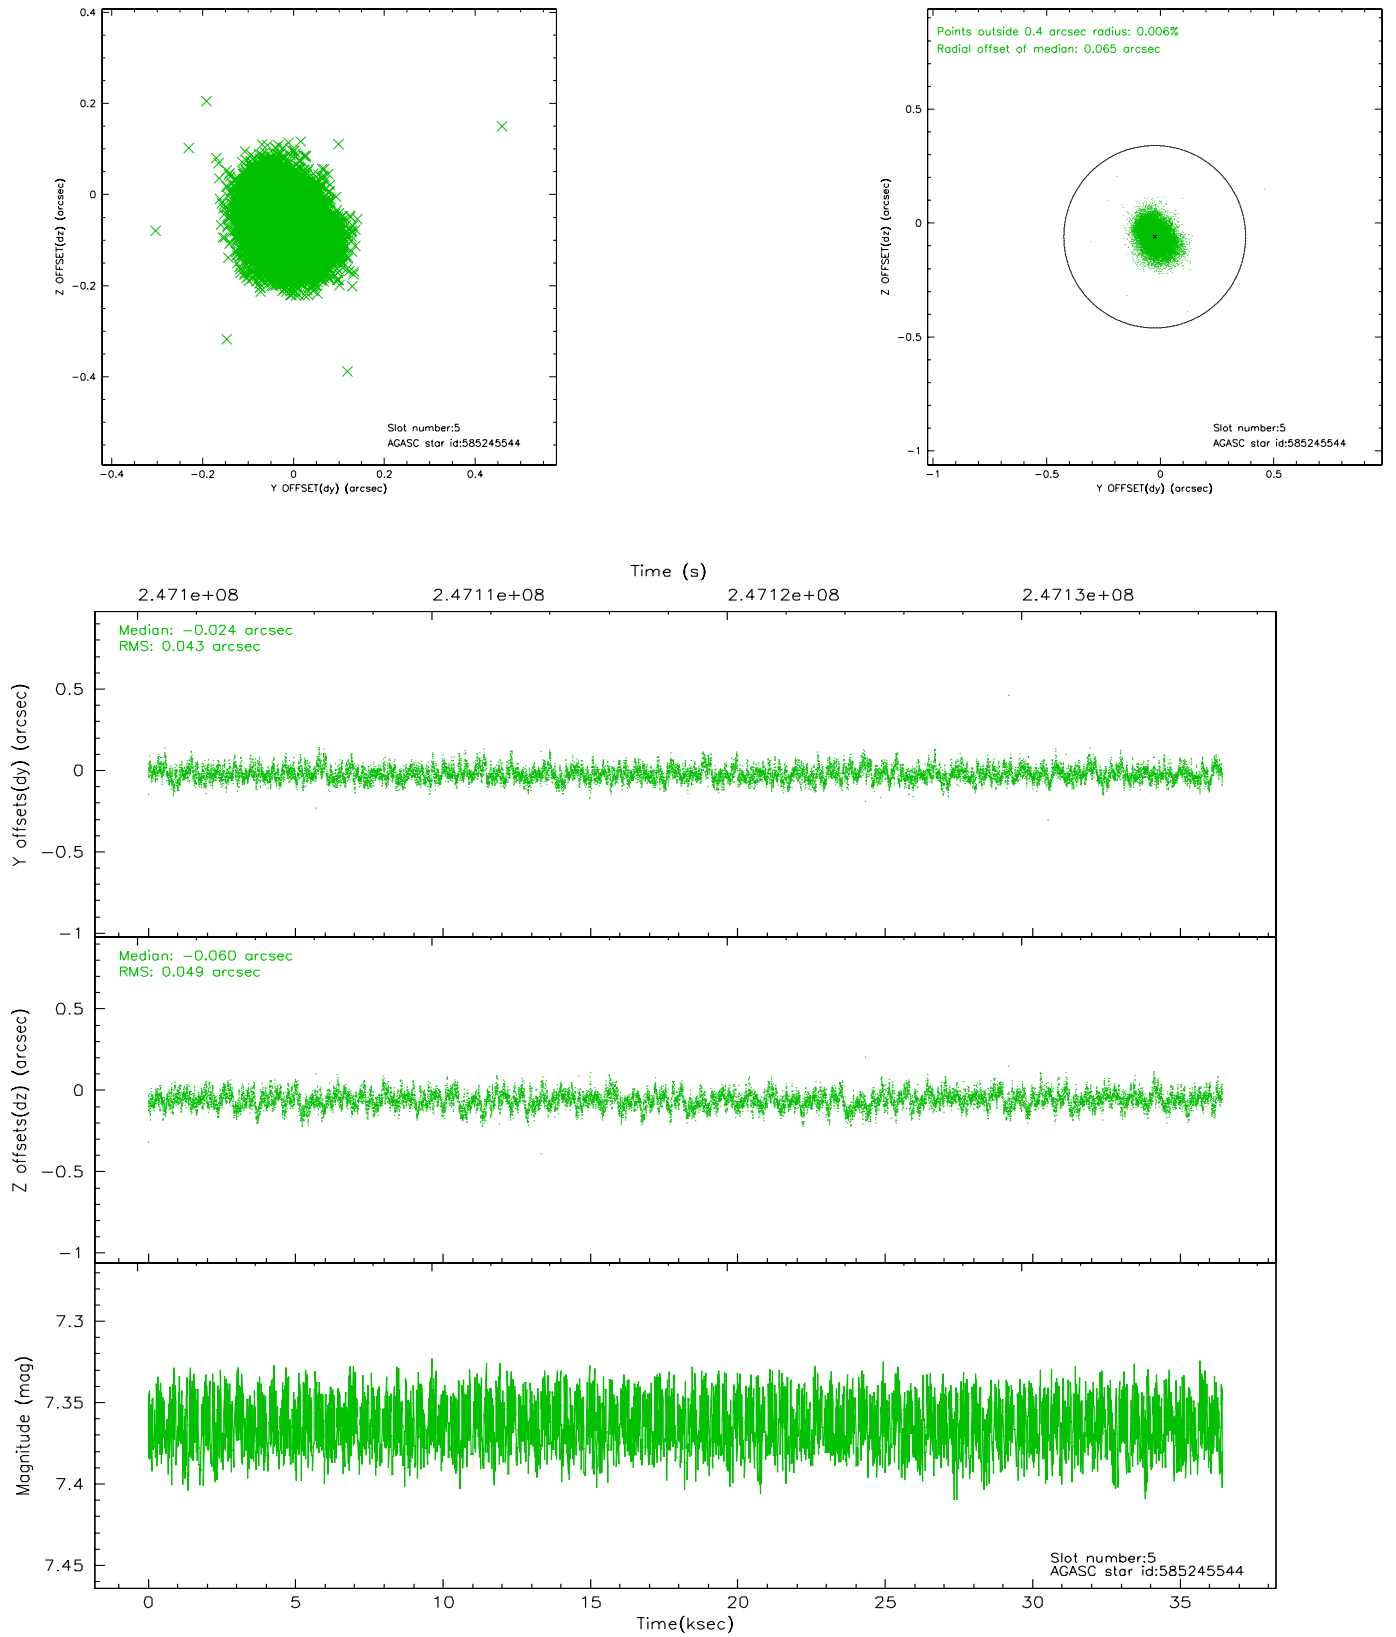 0.4
0.2
0
-0.2
-0.4
Z OFFSET(dz) (arcsec)
Slot number:5
AGASC star id:585245544
-0.4 -0.2 0 0.2 0.4
Y OFFSET(dy) (arcsec)
Points outside 0.4 arcsec radius: 0.006%
Radial offset of median: 0.065 arcsec
0.5
0
-0.5
-1
Z OFFSET(dz) (arcsec)
Slot number:5
AGASC star id:585245544
-1 -0.5 0 0.5
Y OFFSET(dy) (arcsec)
Time (s)
2.471e+08 2.4711e+08 2.4712e+08 2.4713e+08
Median: -0.024 arcsec
RMS: 0.043 arcsec
0.5
0
-0.5
-1
Y offsets(dy) (arcsec)
Median: -0.060 arcsec
RMS: 0.049 arcsec
0.5
0
-0.5
-1
Z offsets(dz) (arcsec)
7.3
7.35
7.4
7.45
Magnitude (mag)
Slot number:5
AGASC star id:585245544
0 5 10 15 20 25 30 35
Time(ksec)